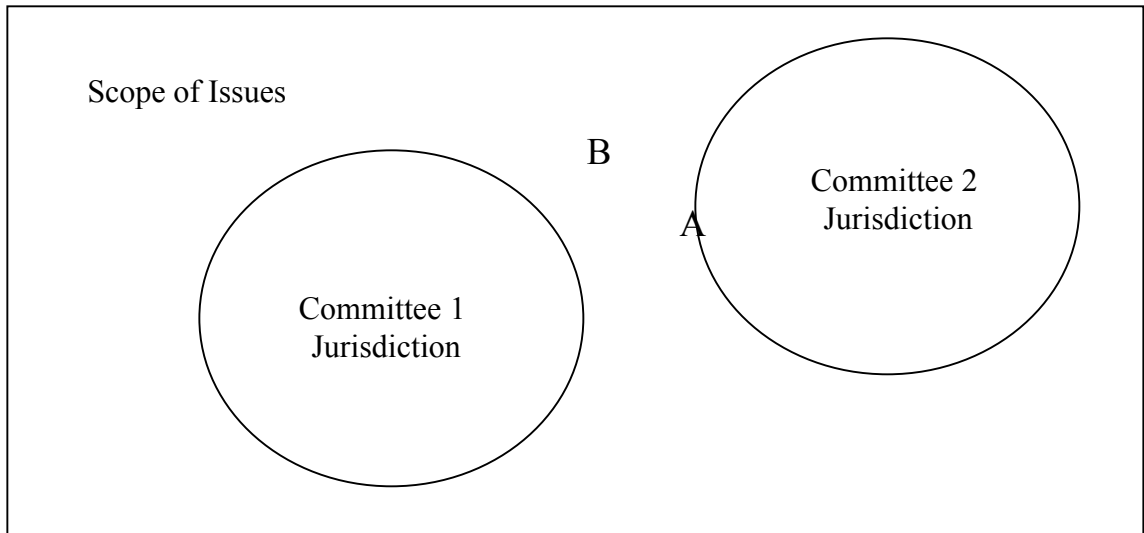 Scope of Issues
B
Committee 2
Jurisdiction
A
Committee 1
Jurisdiction